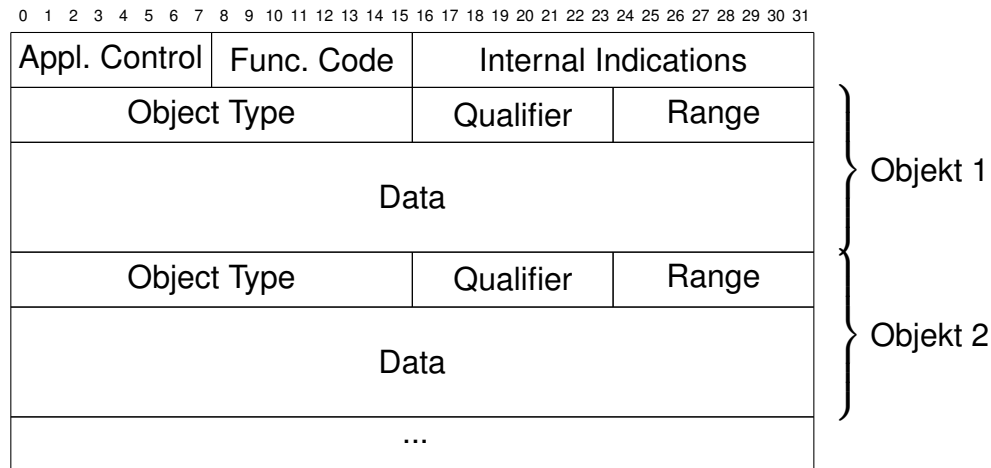 0 1 2 3 4 5 6 7 8 9 10 11 12 13 14 15 16 17 18 19 20 21 22 23 24 25 26 27 28 29 30 31
Appl. Control Func. Code Internal Indications
Object Type Qualifier Range
Objekt 1
Data
Object Type Qualifier Range
Objekt 2
Data
...